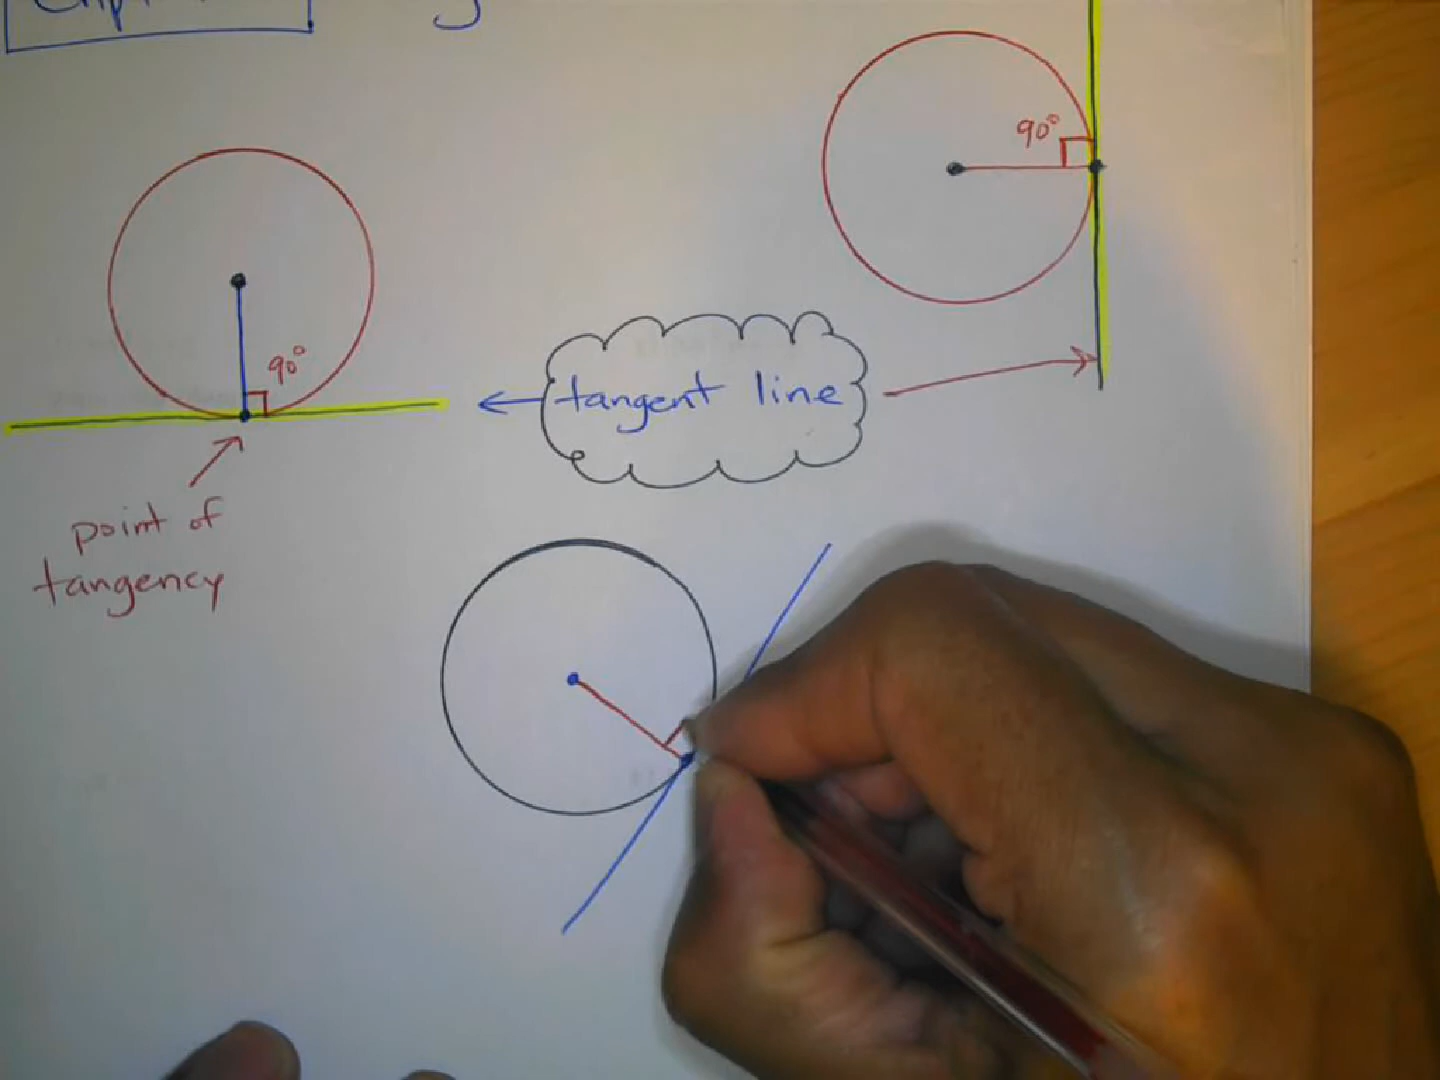 90°
90°
tangent line
point of
tangency